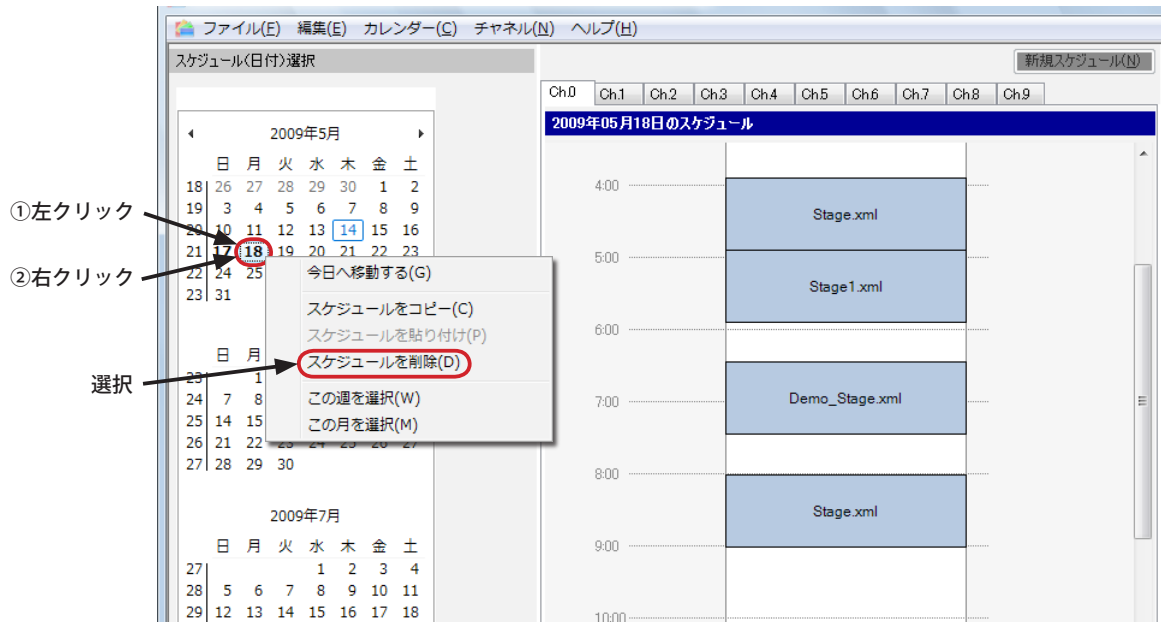 ファイル(F) 編集(E) カレンダー(C) チャネル(N) ヘルプ(H)
スケジュール(日付)選択
新規スケジュール(N)
Ch.0 Ch.1 Ch.2 Ch.3 Ch.4 Ch.5 Ch.6 Ch.7 Ch.8 Ch.9
2009年05月18日のスケジュール
2009年5月
日 月 火 水 木 金 土
18 26 27 28 29 30 1 2
19 3 4 5 6 7 8 9
20 10 11 12 13 14 15 16
21 17 18 19 20 21 22 23
22 24 25
23 31
①左クリック
②右クリック
選択
今日へ移動する(G)
スケジュールをコピー(C)
スケジュールを貼り付け(P)
スケジュールを削除(D)
この週を選択(W)
この月を選択(M)
日 月
23 1
24 7 8
25 14 15
26 21 22 23 24 25 26 27
27 28 29 30
2009年7月
日 月 火 水 木 金 土
27 1 2 3 4
28 5 6 7 8 9 10 11
29 12 13 14 15 16 17 18
4:00
Stage.xml
5:00
Stage1.xml
6:00
7:00
Demo_Stage.xml
8:00
Stage.xml
9:00
10:00